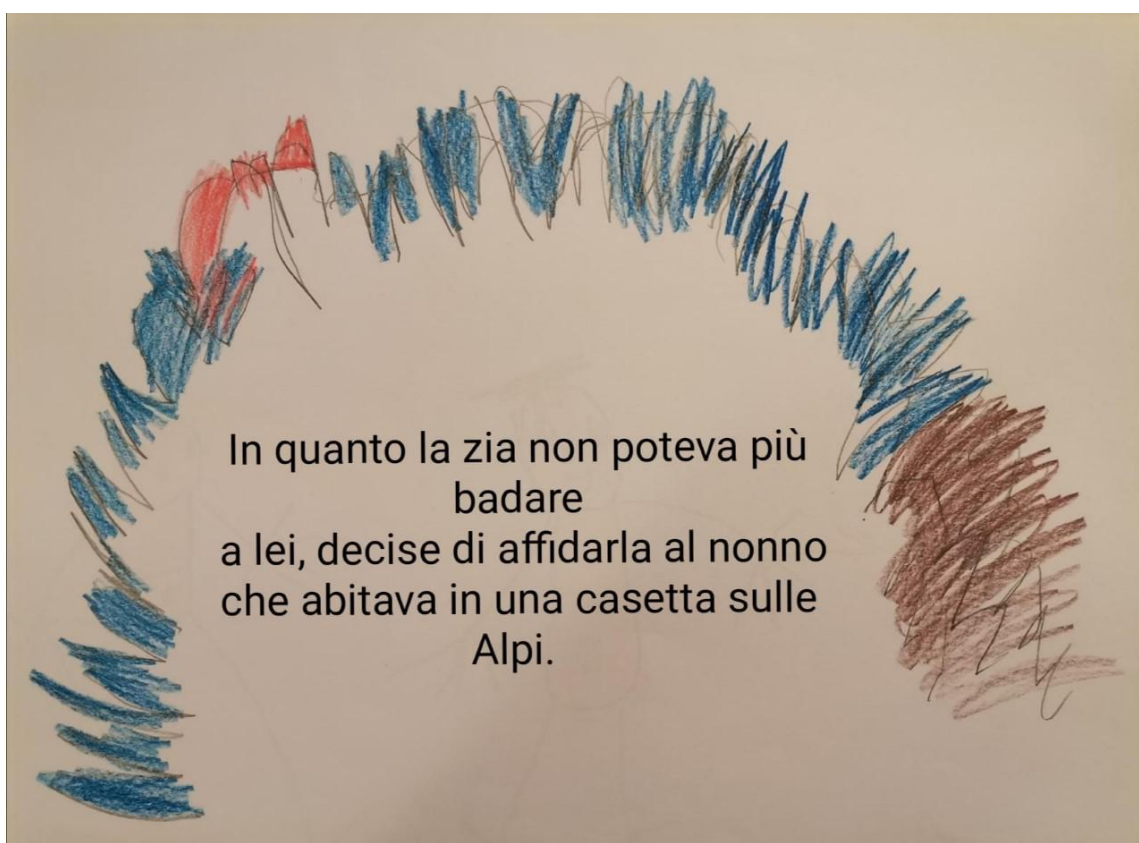 In quanto la zia non poteva più
badare
a lei, decise di affidarla al nonno
che abitava in una casetta sulle
Alpi.